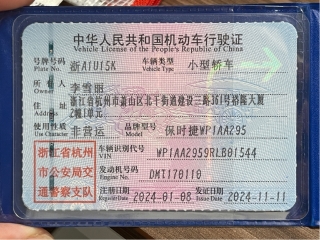 中华人民共和国机动车行驶证
Vehicle License of the People's Republic of China
号牌号码 浙A1U15K 车辆类型 小型轿车
Plate No. Vehicle Type
所有人 李雪丽
Owner
住址 浙江省杭州市萧山区北干街道建设三路361号裕隆大厦
2幢1单元
Address
使用性质 非营运 品牌型号 保时捷WP1AA295
Use Character Model
浙江省杭州
市公安局交
通警察支队
车辆识别代号 WP1AA2959RLB01544
VIN
发动机号码 DMT170110
Engine No.
注册日期 2024-01-08 发证日期 2024-11-11
Register Date Issue Date